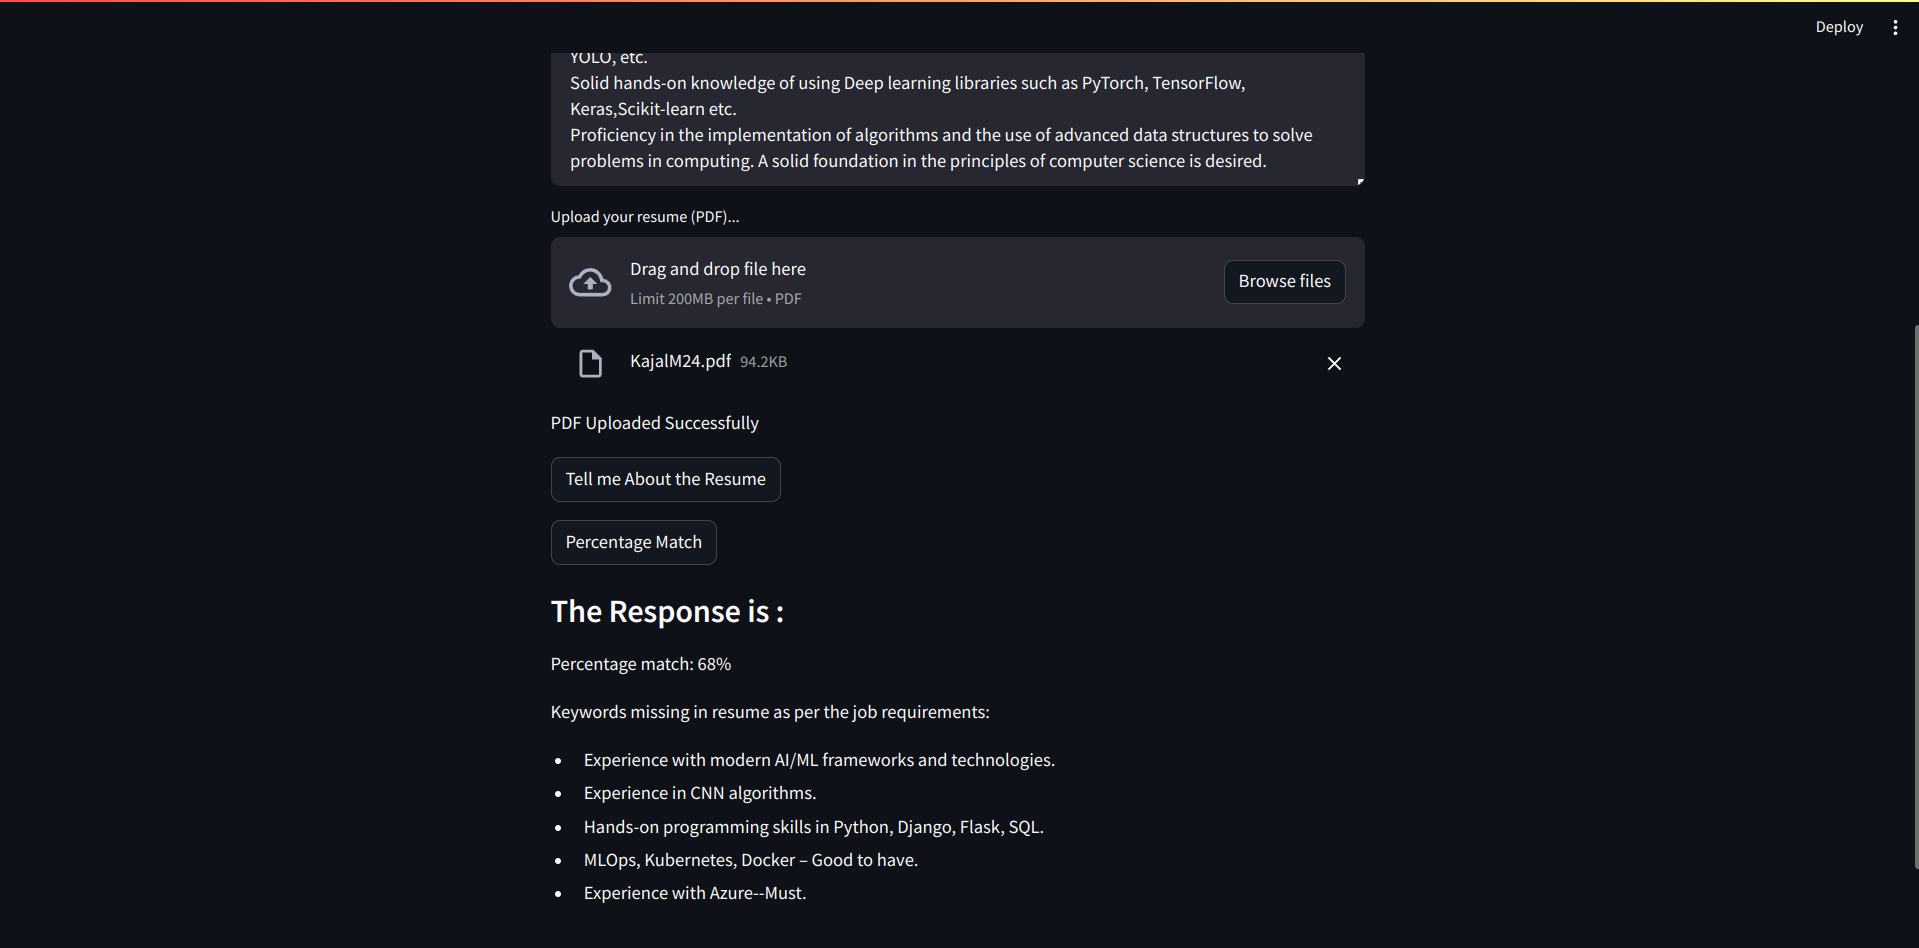 Deploy
YOLO, etc.
Solid hands-on knowledge of using Deep learning libraries such as PyTorch, TensorFlow,
Keras,Scikit-learn etc.
Proficiency in the implementation of algorithms and the use of advanced data structures to solve
problems in computing. A solid foundation in the principles of computer science is desired.
Upload your resume (PDF)...
Drag and drop file here
Limit 200MB per file • PDF
Browse files
KajalM24.pdf 94.2KB
PDF Uploaded Successfully
Tell me About the Resume
Percentage Match
The Response is :
Percentage match: 68%
Keywords missing in resume as per the job requirements:
• Experience with modern AI/ML frameworks and technologies.
• Experience in CNN algorithms.
• Hands-on programming skills in Python, Django, Flask, SQL.
• MLOps, Kubernetes, Docker – Good to have.
• Experience with Azure--Must.